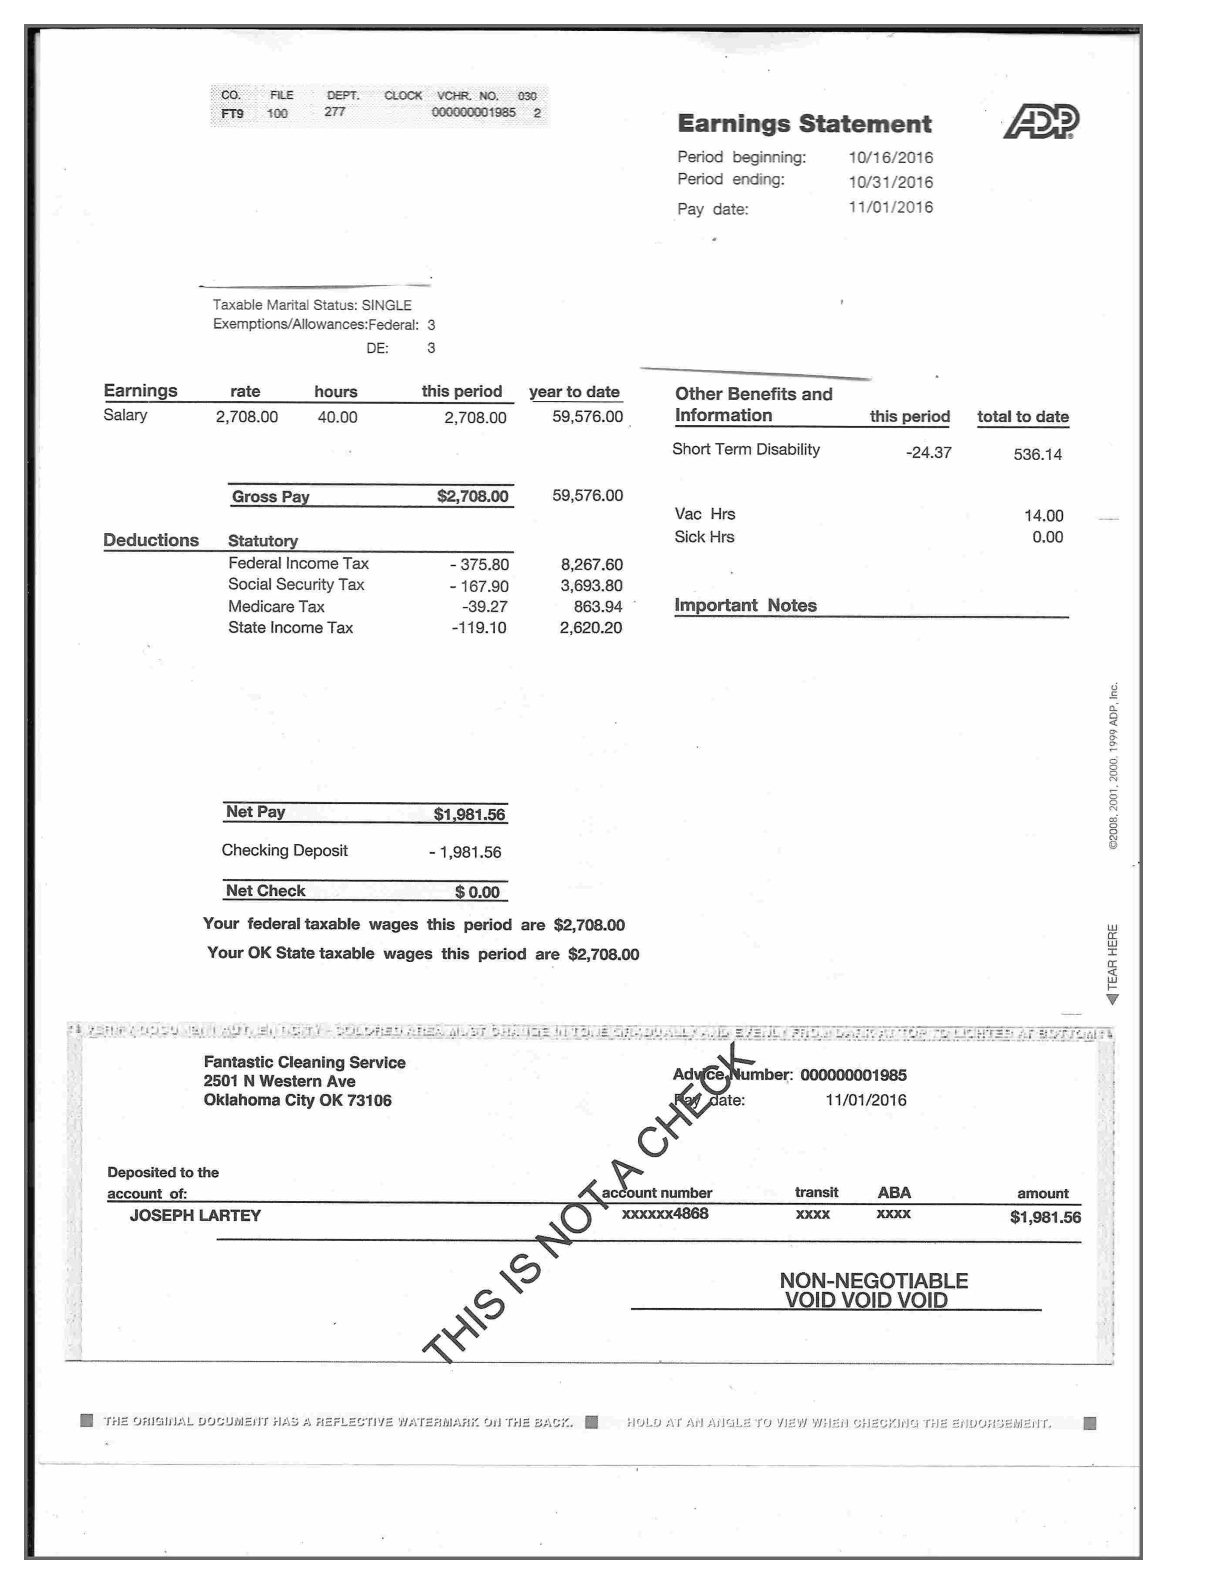 CO. FILE DEPT. CLOCK VCHR. NO. 030
FT9 100 277 000000001985 2
Earnings Statement
ADP
Period beginning: 10/16/2016
Period ending: 10/31/2016
Pay date: 11/01/2016
Taxable Marital Status: SINGLE
Exemptions/Allowances:Federal: 3
DE: 3
Earnings rate hours this period year to date
Salary 2,708.00 40.00 2,708.00 59,576.00
Gross Pay $2,708.00 59,576.00
Deductions Statutory
Federal Income Tax - 375.80 8,267.60
Social Security Tax - 167.90 3,693.80
Medicare Tax -39.27 863.94
State Income Tax -119.10 2,620.20
Other Benefits and
Information this period total to date
Short Term Disability -24.37 536.14
Vac Hrs 14.00
Sick Hrs 0.00
Important Notes
Net Pay $1,981.56
Checking Deposit - 1,981.56
Net Check $ 0.00
Your federal taxable wages this period are $2,708.00
Your OK State taxable wages this period are $2,708.00
©2008, 2001, 2000, 1999 ADP, Inc.
TEAR HERE
VERIFY DOCUMENT AUTHENTICITY - COLORED AREA MUST CHANGE IN TONE GRADUALLY AND EVENLY FROM DARK AT TOP TO LIGHTER AT BOTTOM
Fantastic Cleaning Service
2501 N Western Ave
Oklahoma City OK 73106
Advice Number: 000000001985
Pay date: 11/01/2016
THIS IS NOT A CHECK
Deposited to the
account of: account number transit ABA amount
JOSEPH LARTEY xxxxxx4868 xxxx xxxx $1,981.56
NON-NEGOTIABLE
VOID VOID VOID
THE ORIGINAL DOCUMENT HAS A REFLECTIVE WATERMARK ON THE BACK. HOLD AT AN ANGLE TO VIEW WHEN CHECKING THE ENDORSEMENT.